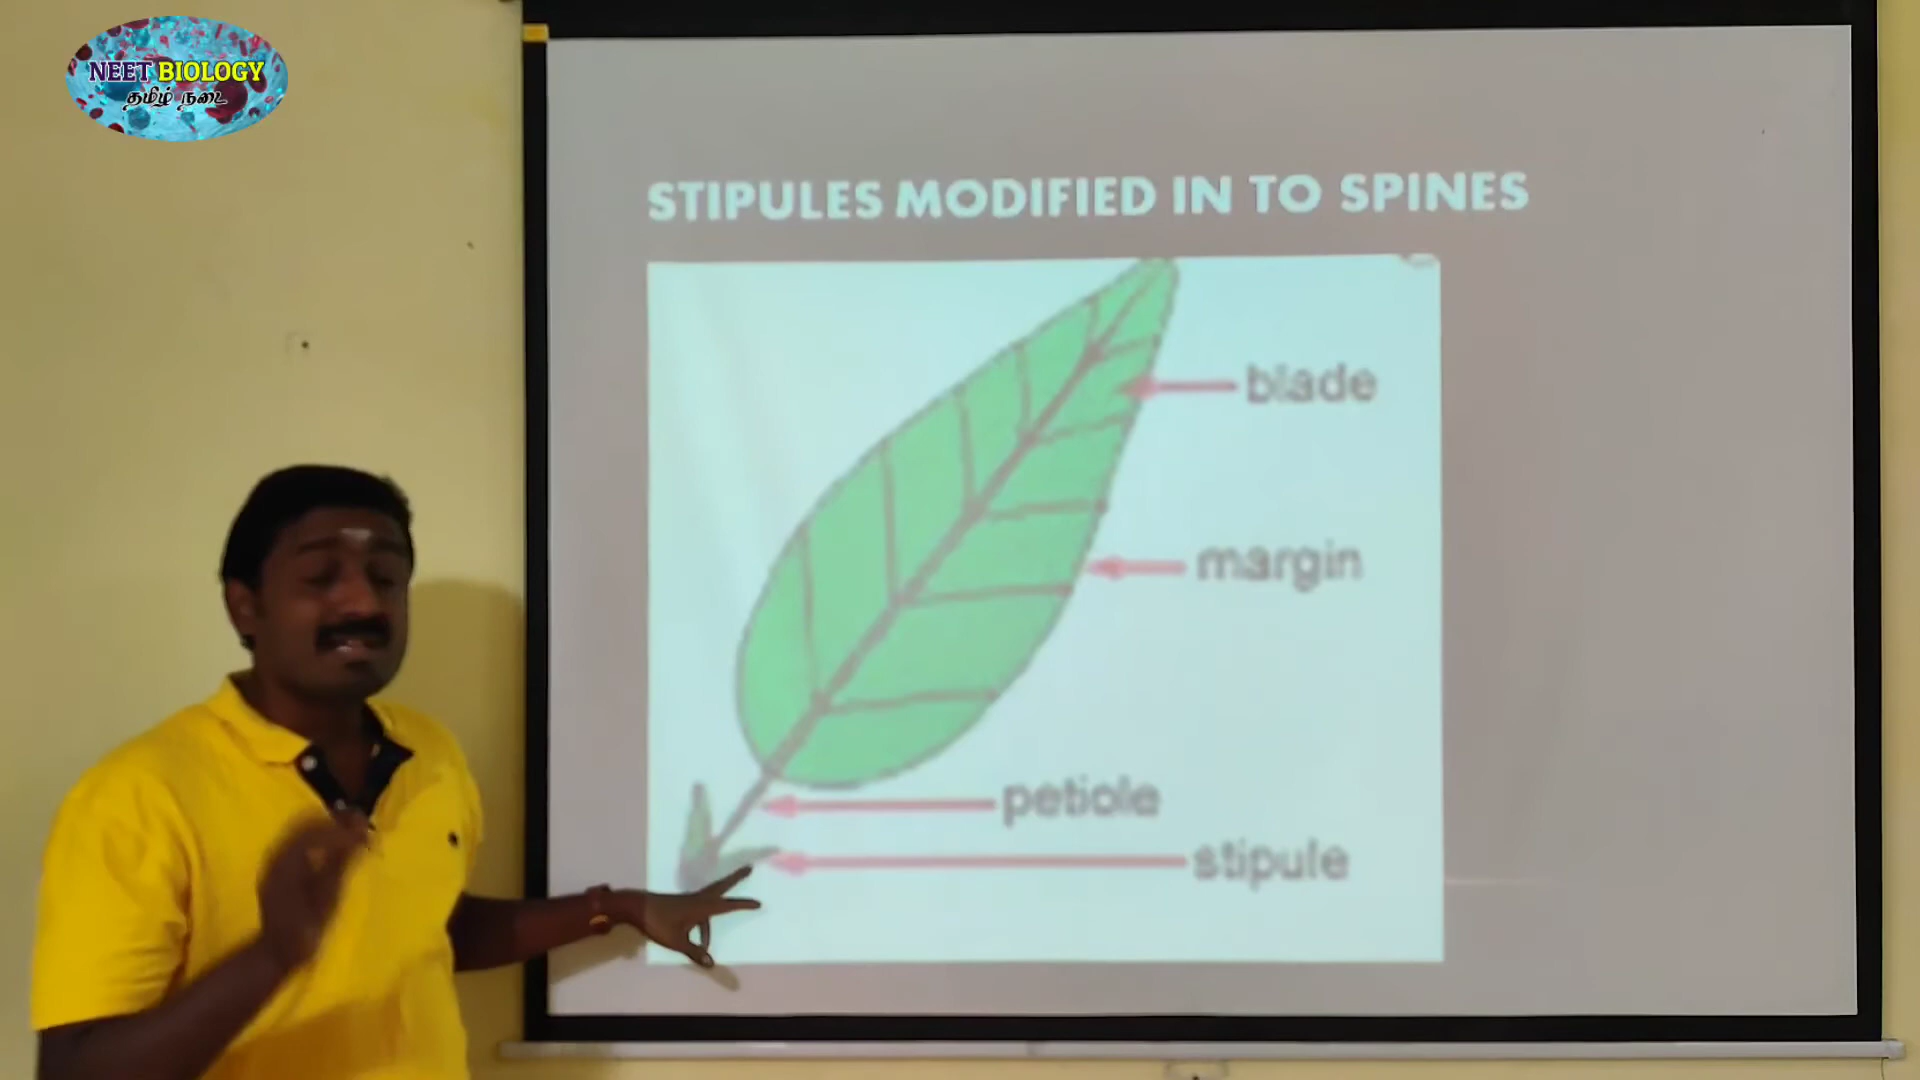 NEET BIOLOGY
தமிழ் நடை
STIPULES MODIFIED IN TO SPINES
blade
margin
petiole
stipule